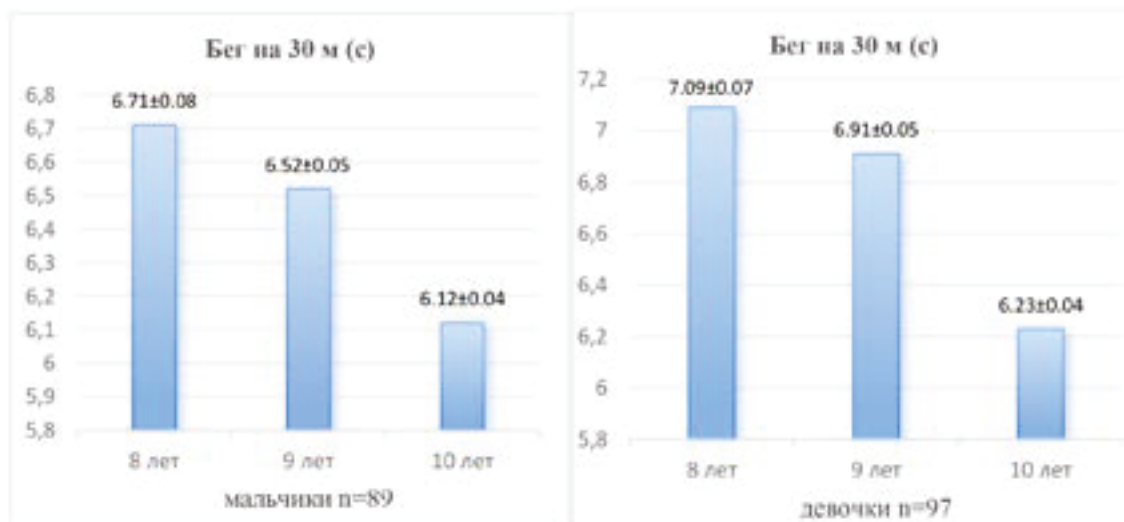 Бег на 30 м (с)
6,8
6,7
6,6
6,5
6,4
6,3
6,2
6,1
6
5,9
5,8
6.71±0.08
6.52±0.05
6.12±0.04
8 лет
9 лет
10 лет
мальчики n=89
Бег на 30 м (с)
7,2
7
6,8
6,6
6,4
6,2
6
5,8
7.09±0.07
6.91±0.05
6.23±0.04
8 лет
9 лет
10 лет
девочки n=97